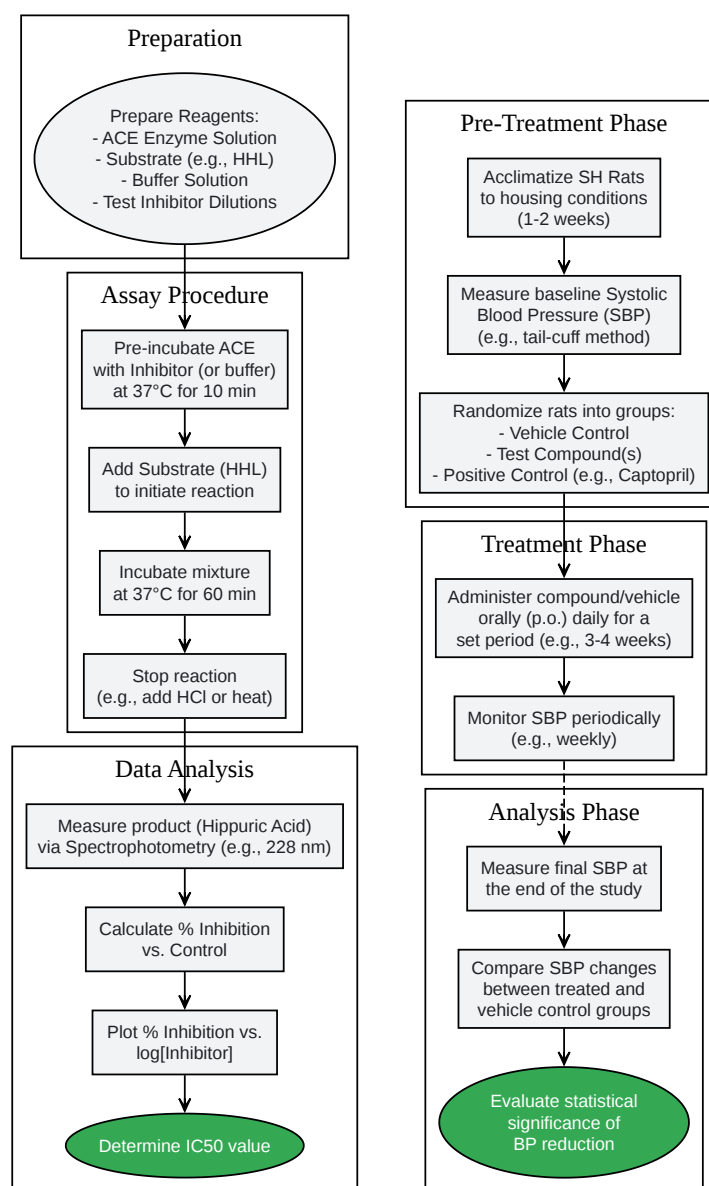 Preparation
Prepare Reagents:
- ACE Enzyme Solution
- Substrate (e.g., HHL)
- Buffer Solution
- Test Inhibitor Dilutions
Assay Procedure
Pre-incubate ACE
with Inhibitor (or buffer)
at 37°C for 10 min
Add Substrate (HHL)
to initiate reaction
Incubate mixture
at 37°C for 60 min
Stop reaction
(e.g., add HCl or heat)
Data Analysis
Measure product (Hippuric Acid)
via Spectrophotometry (e.g., 228 nm)
Calculate % Inhibition
vs. Control
Plot % Inhibition vs.
log[Inhibitor]
Determine IC50 value
Pre-Treatment Phase
Acclimatize SH Rats
to housing conditions
(1-2 weeks)
Measure baseline Systolic
Blood Pressure (SBP)
(e.g., tail-cuff method)
Randomize rats into groups:
- Vehicle Control
- Test Compound(s)
- Positive Control (e.g., Captopril)
Treatment Phase
Administer compound/vehicle
orally (p.o.) daily for a
set period (e.g., 3-4 weeks)
Monitor SBP periodically
(e.g., weekly)
Analysis Phase
Measure final SBP at
the end of the study
Compare SBP changes
between treated and
vehicle control groups
Evaluate statistical
significance of
BP reduction